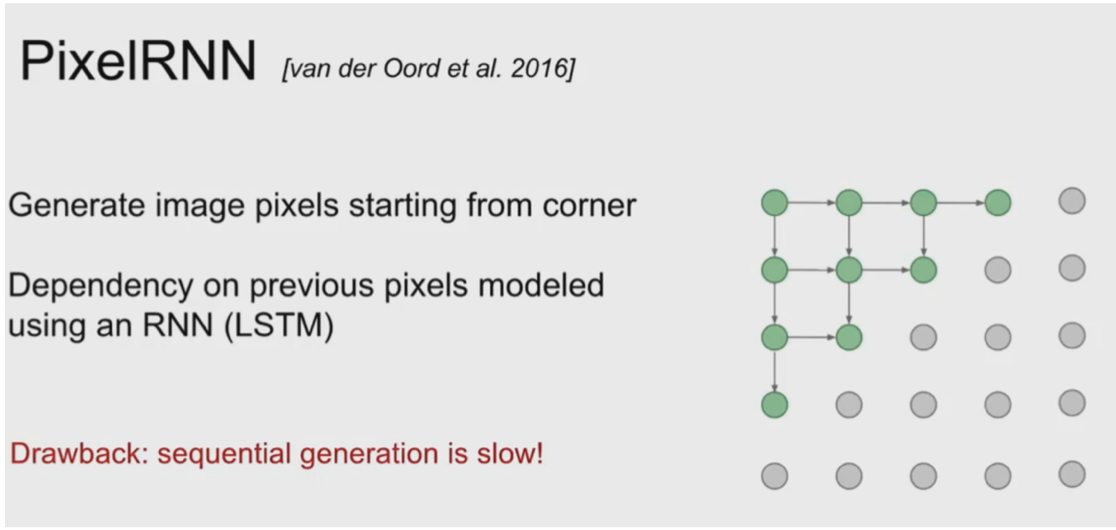 PixelRNN [van der Oord et al. 2016]
Generate image pixels starting from corner
Dependency on previous pixels modeled
using an RNN (LSTM)
Drawback: sequential generation is slow!